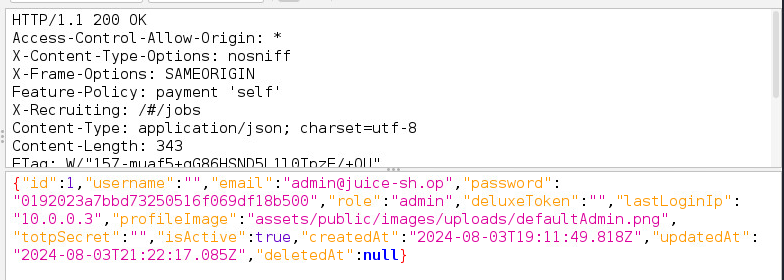 HTTP/1.1 200 OK
Access-Control-Allow-Origin: *
X-Content-Type-Options: nosniff
X-Frame-Options: SAMEORIGIN
Feature-Policy: payment 'self'
X-Recruiting: /#/jobs
Content-Type: application/json; charset=utf-8
Content-Length: 343
ETag:
{"id":1,"username":"","email":"admin@juice-sh.op","password":
"0192023a7bbd73250516f069df18b500","role":"admin","deluxeToken":"","lastLoginIp":
"10.0.0.3","profileImage":"assets/public/images/uploads/defaultAdmin.png",
"totpSecret":"","isActive":true,"createdAt":"2024-08-03T19:11:49.818Z","updatedAt":
"2024-08-03T21:22:17.085Z","deletedAt":null}